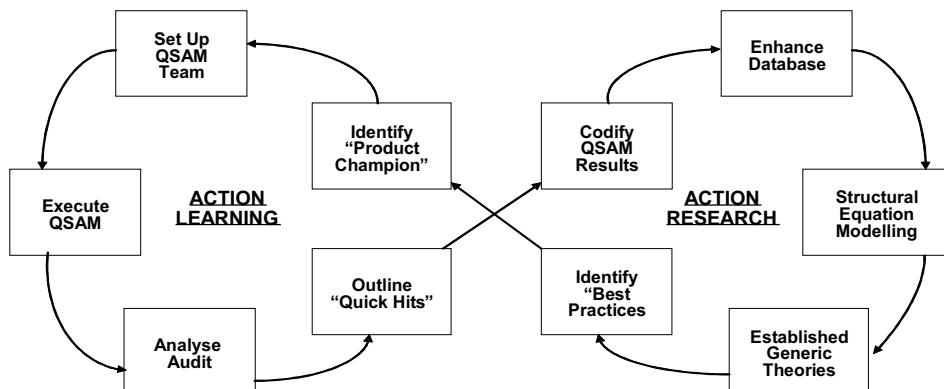 Set Up
QSAM
Team
Enhance
Database
Identify
“Product
Champion”
Codify
QSAM
Results
Execute
QSAM
ACTION
LEARNING
ACTION
RESEARCH
Structural
Equation
Modelling
Outline
“Quick Hits”
Identify
“Best
Practices
Analyse
Audit
Established
Generic
Theories